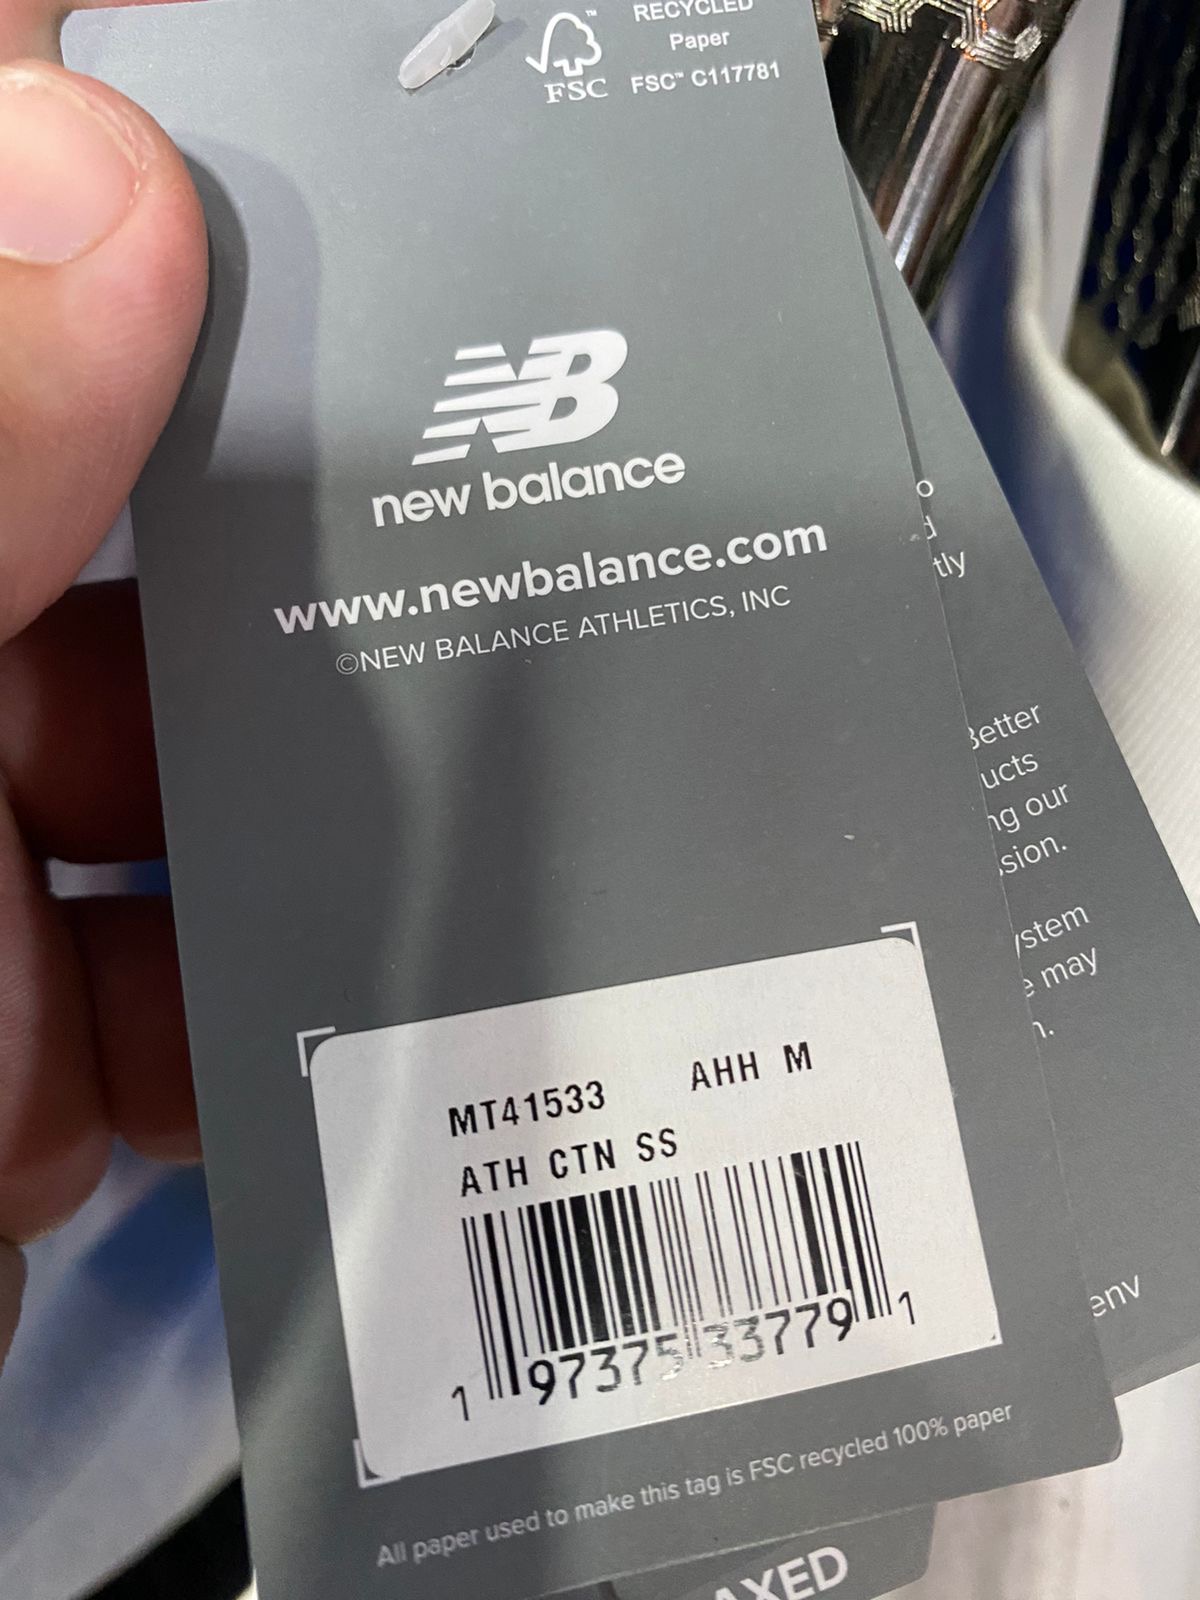 RECYCLED
Paper
FSC™ C117781
FSC
NB
new balance
www.newbalance.com
©NEW BALANCE ATHLETICS, INC
MT41533 AHH M
ATH CTN SS
1 97375 33779 1
All paper used to make this tag is FSC recycled 100% paper
o
d
tly
Better
ucts
ng our
sion.
ystem
e may
n.
env
AXED